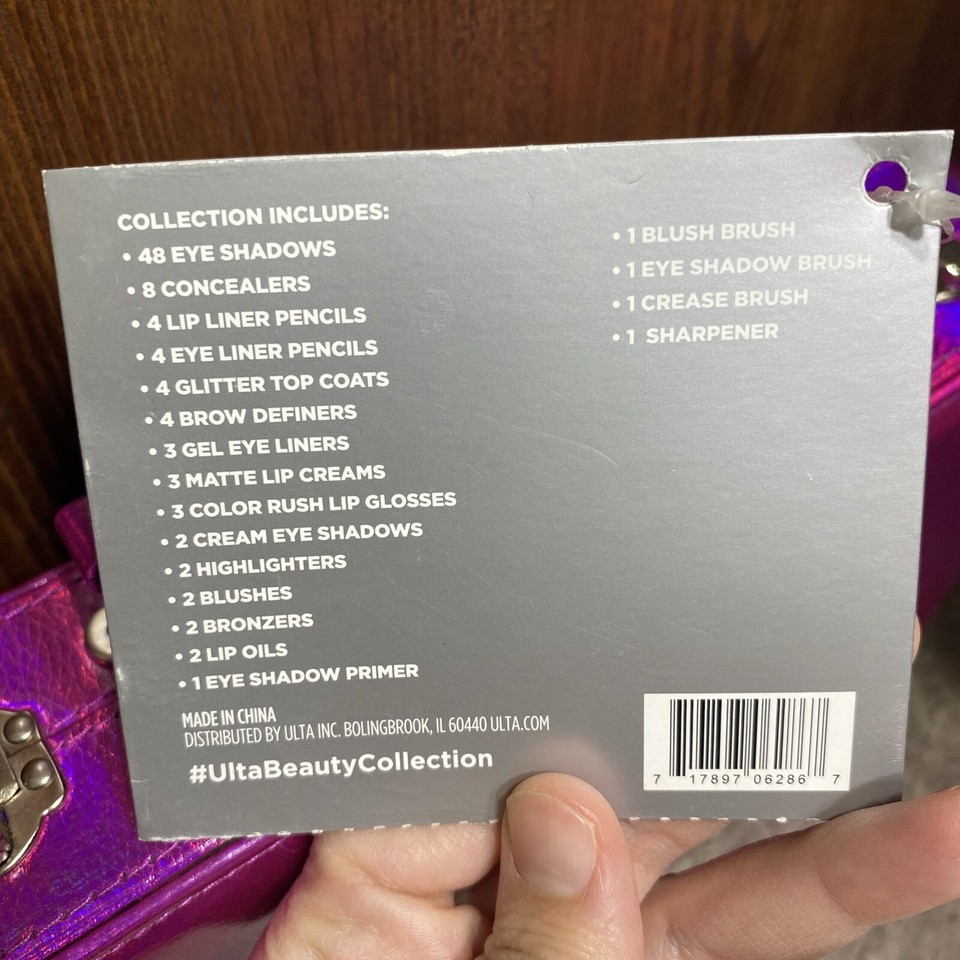 COLLECTION INCLUDES:
• 48 EYE SHADOWS
• 8 CONCEALERS
• 4 LIP LINER PENCILS
• 4 EYE LINER PENCILS
• 4 GLITTER TOP COATS
• 4 BROW DEFINERS
• 3 GEL EYE LINERS
• 3 MATTE LIP CREAMS
• 3 COLOR RUSH LIP GLOSSES
• 2 CREAM EYE SHADOWS
• 2 HIGHLIGHTERS
• 2 BLUSHES
• 2 BRONZERS
• 2 LIP OILS
• 1 EYE SHADOW PRIMER
• 1 BLUSH BRUSH
• 1 EYE SHADOW BRUSH
• 1 CREASE BRUSH
• 1 SHARPENER
MADE IN CHINA
DISTRIBUTED BY ULTA INC. BOLINGBROOK, IL 60440 ULTA.COM
#UltaBeautyCollection
7 17897 06286 7